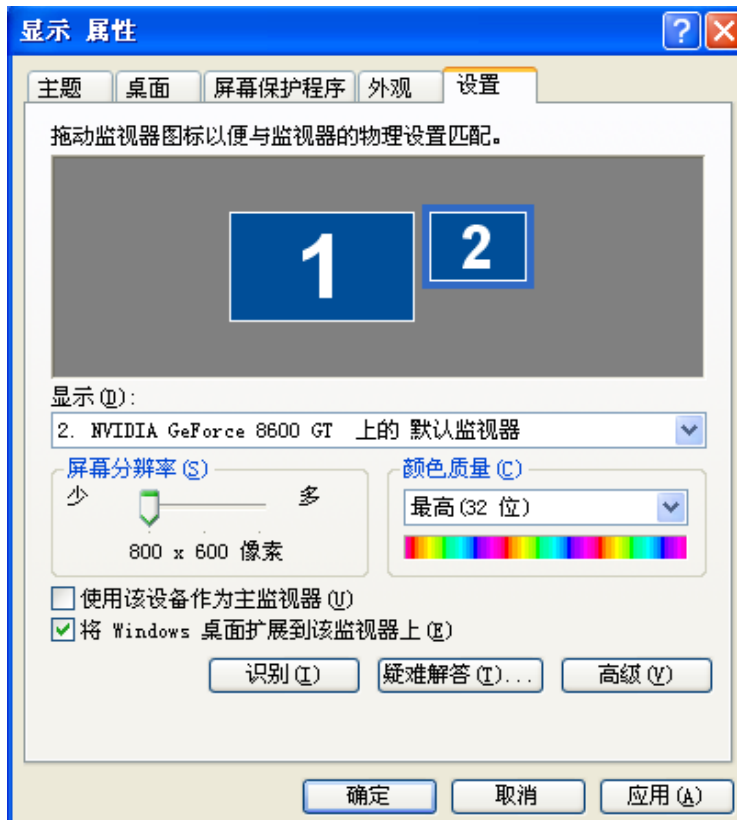 显示 属性
主题 桌面 屏幕保护程序 外观 设置
拖动监视器图标以便与监视器的物理设置匹配。
1 2
显示(D):
2. NVIDIA GeForce 8600 GT 上的 默认监视器
屏幕分辨率(S) 颜色质量(C)
少 多 最高(32 位)
800 x 600 像素
使用该设备作为主监视器(U)
将 Windows 桌面扩展到该监视器上(E)
识别(I) 疑难解答(T)... 高级(V)
确定 取消 应用(A)